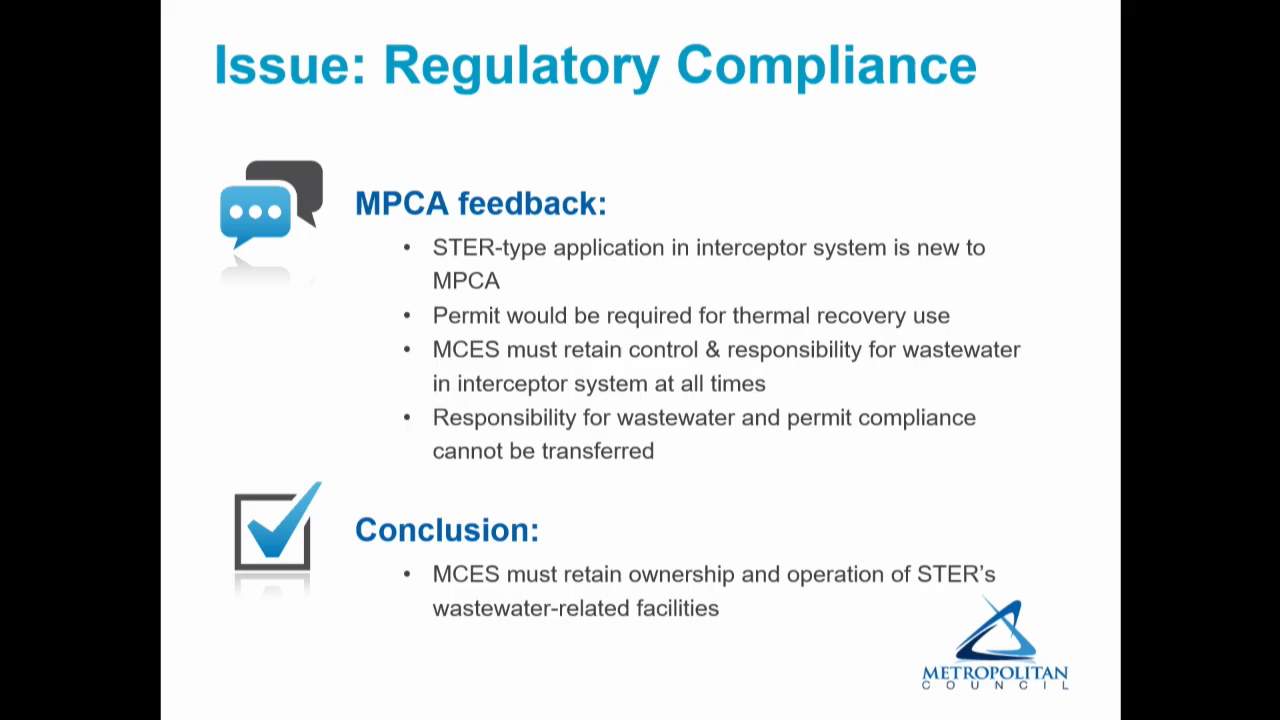 Issue: Regulatory Compliance
MPCA feedback:
• STER-type application in interceptor system is new to
MPCA
• Permit would be required for thermal recovery use
• MCES must retain control & responsibility for wastewater
in interceptor system at all times
• Responsibility for wastewater and permit compliance
cannot be transferred
Conclusion:
• MCES must retain ownership and operation of STER’s
wastewater-related facilities
METROPOLITAN
COUNCIL